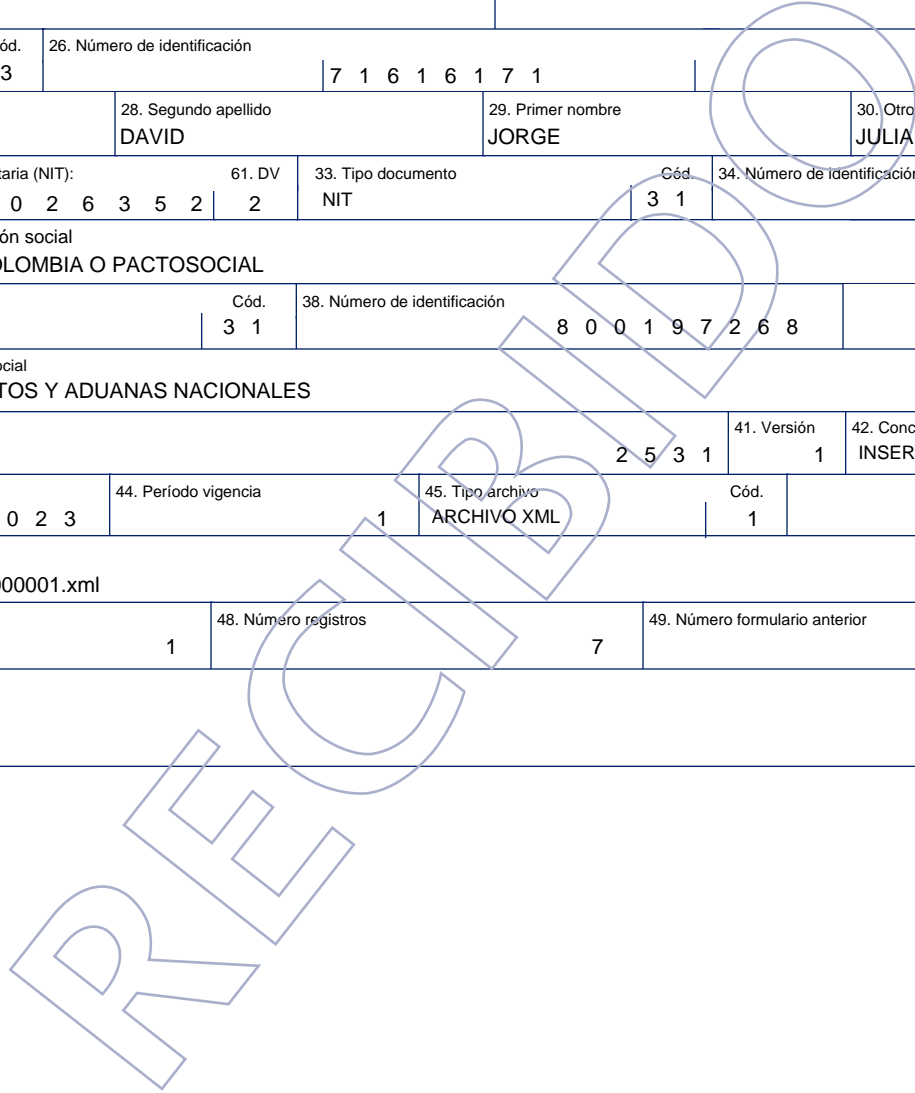 ód. 26. Número de identificación
3 7 1 6 1 6 1 7 1
28. Segundo apellido 29. Primer nombre 30. Otro
DAVID JORGE JULIA
taria (NIT): 61. DV 33. Tipo documento Cód. 34. Número de identificación
0 2 6 3 5 2 2 NIT 3 1
ón social
OLOMBIA O PACTOSOCIAL
Cód. 38. Número de identificación
3 1 8 0 0 1 9 7 2 6 8
ocial
TOS Y ADUANAS NACIONALES
41. Versión 42. Conc
2 5 3 1 1 INSER
44. Período vigencia 45. Tipo archivo Cód.
0 2 3 1 ARCHIVO XML 1
000001.xml
48. Número registros 49. Número formulario anterior
1 7
RECIBIDO